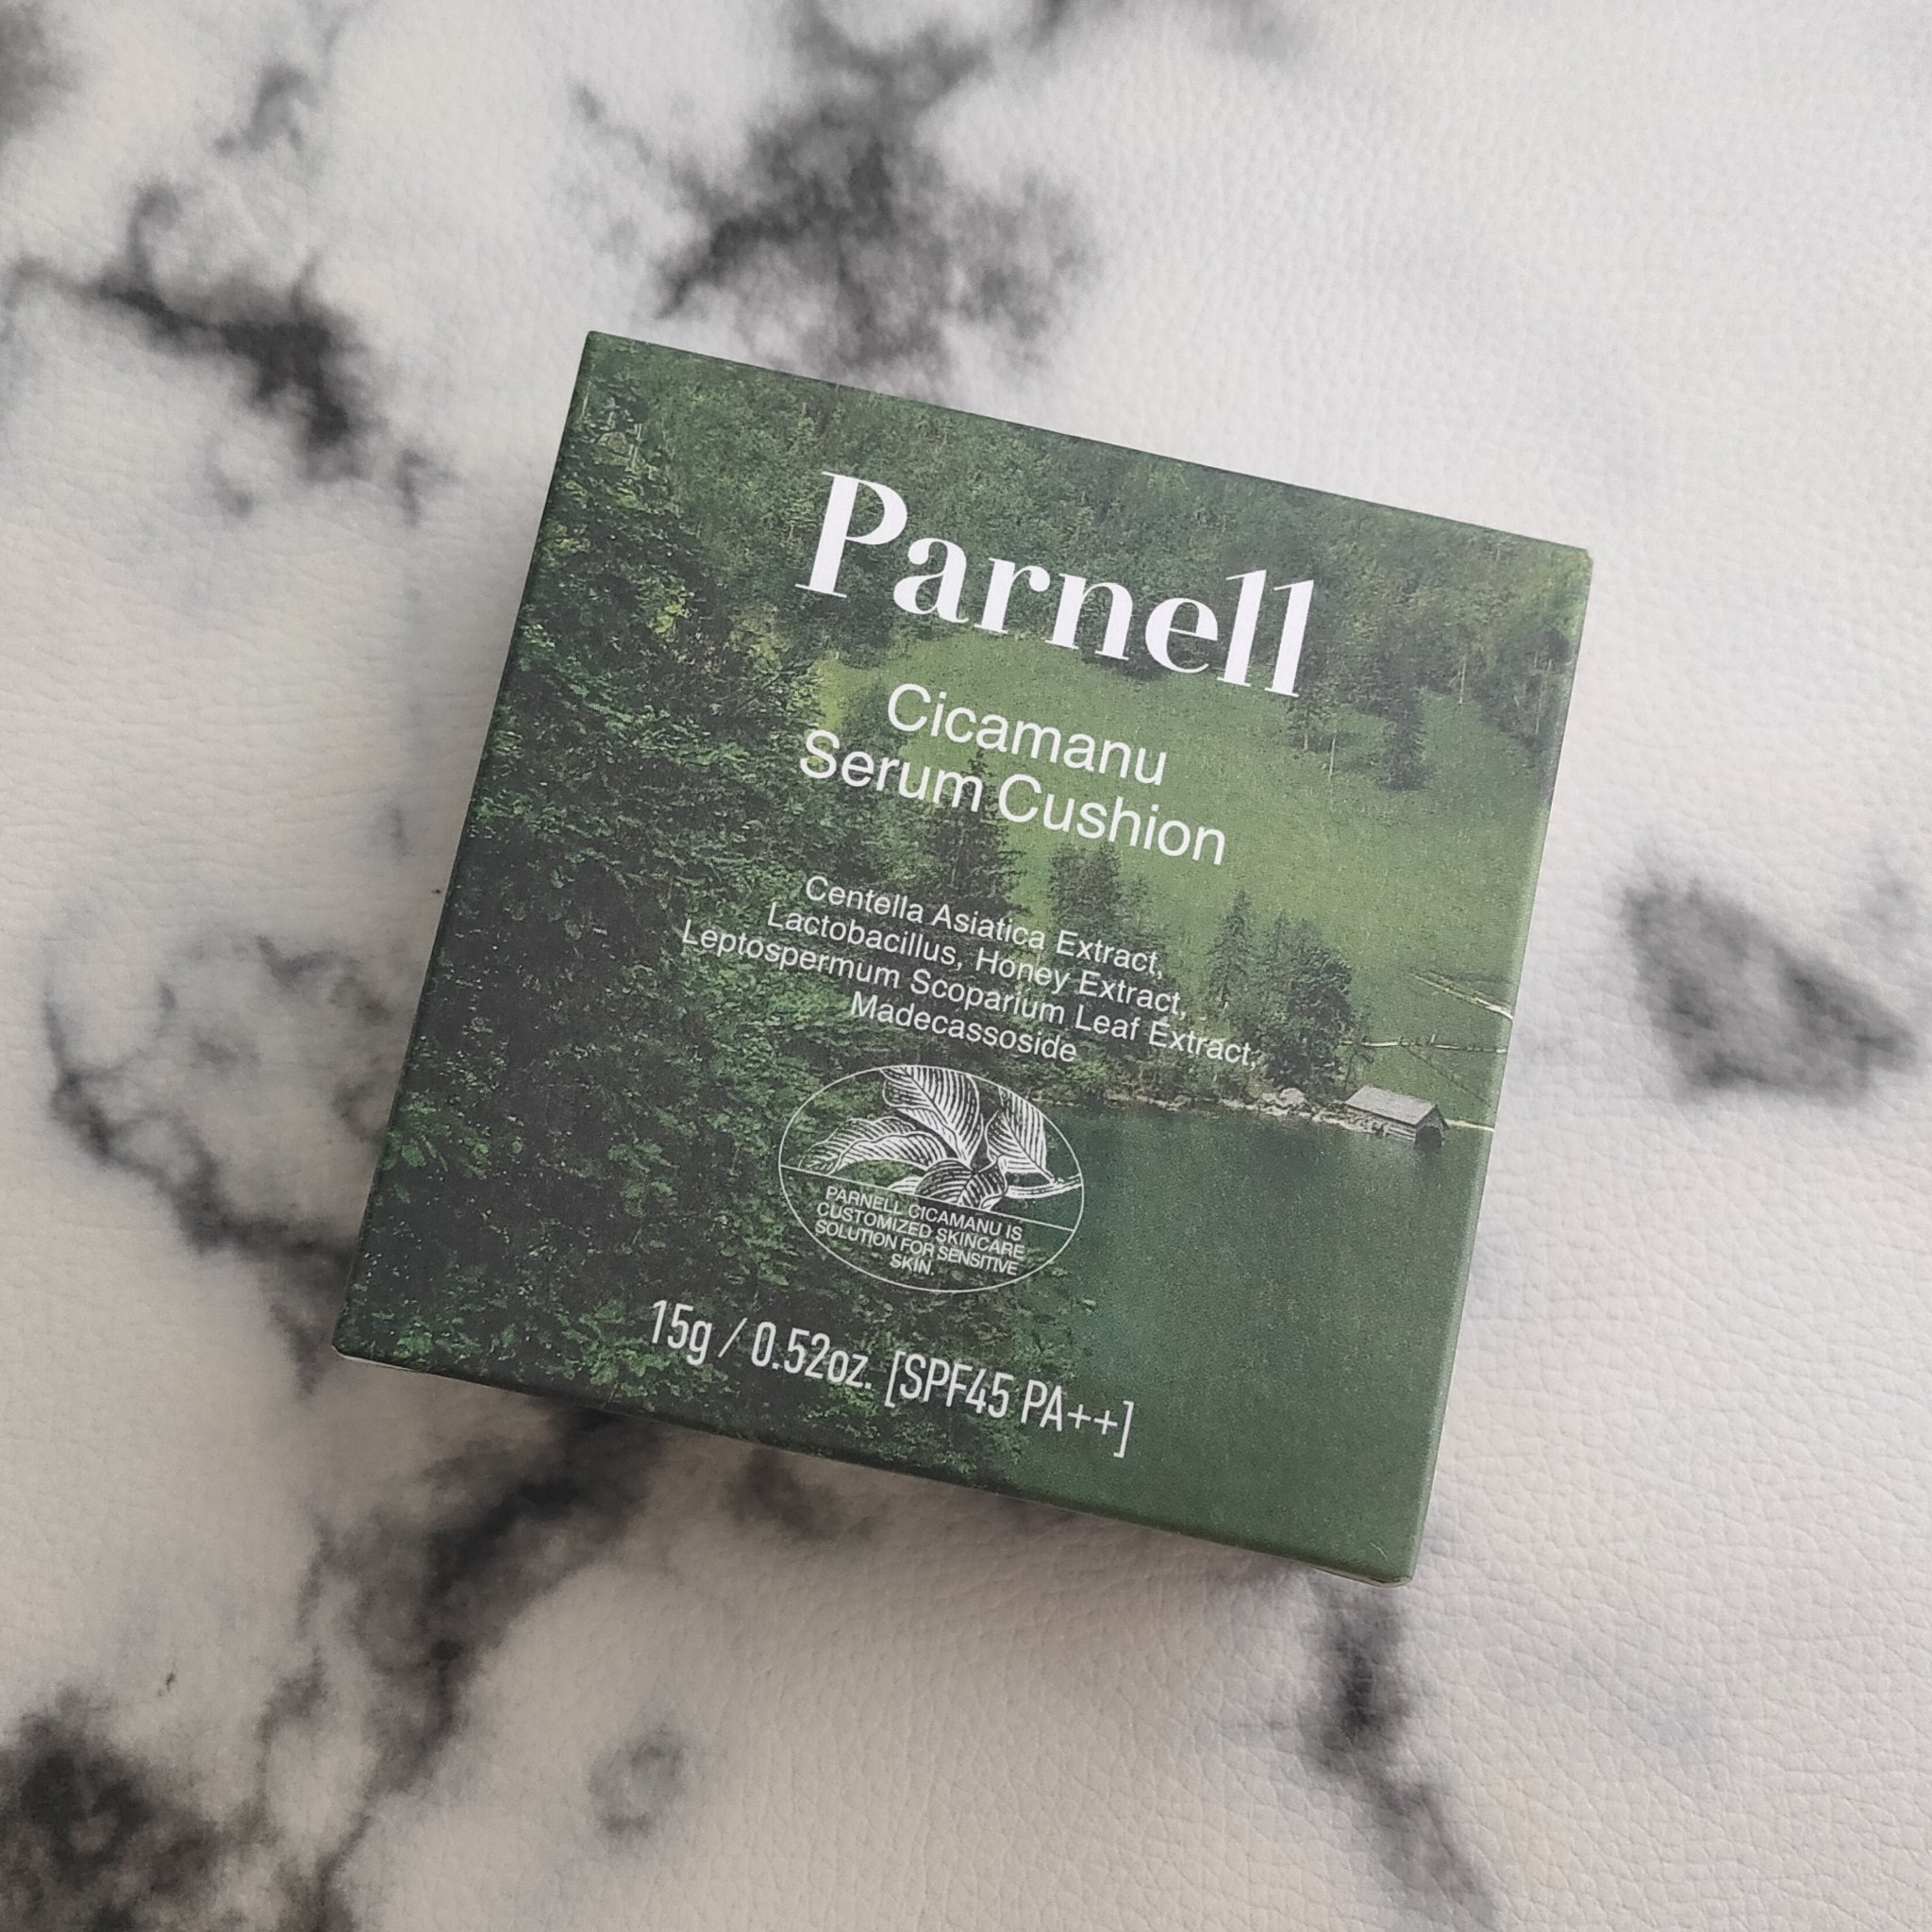 Parnell
Cicamanu
Serum Cushion
Centella Asiatica Extract,
Lactobacillus, Honey Extract,
Leptospermum Scoparium Leaf Extract,
Madecassoside
PARNELL CICAMANU IS
CUSTOMIZED SKINCARE
SOLUTION FOR SENSITIVE
SKIN.
15g / 0.52oz. [SPF45 PA++]